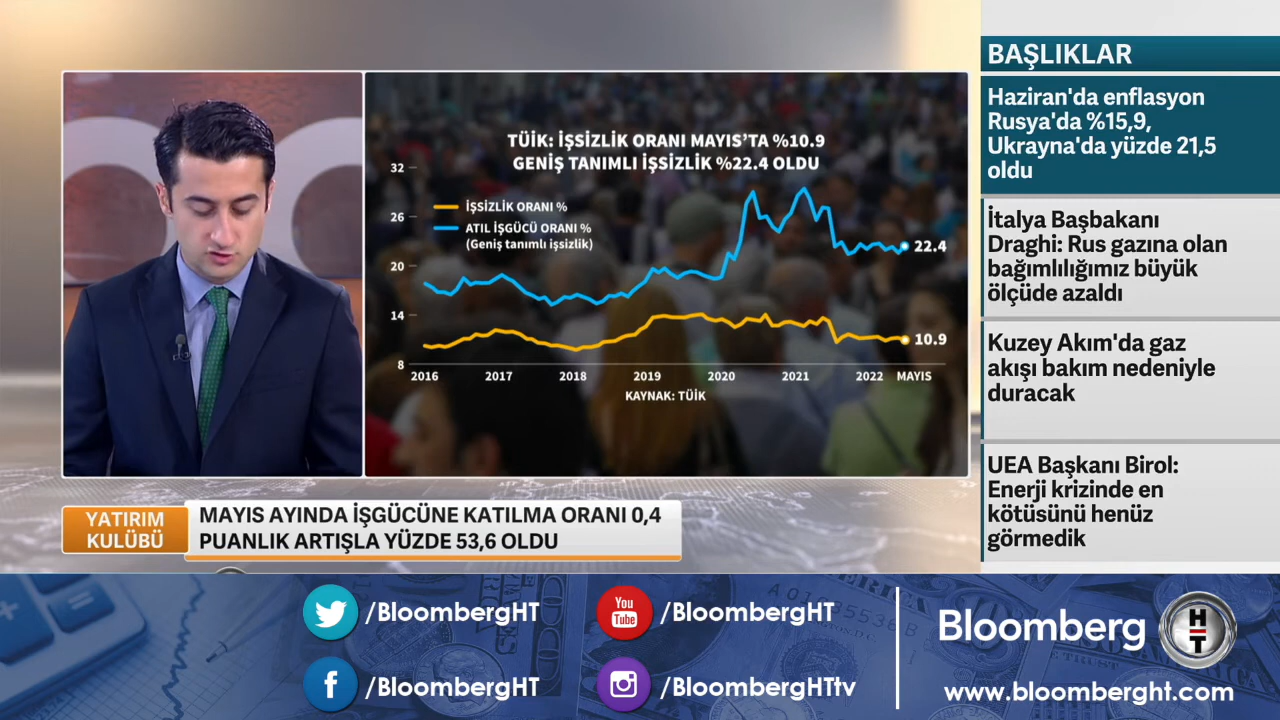 BAŞLIKLAR
Haziran'da enflasyon
Rusya'da %15,9,
Ukrayna'da yüzde 21,5
oldu
İtalya Başbakanı
Draghi: Rus gazına olan
bağımlılığımız büyük
ölçüde azaldı
Kuzey Akım'da gaz
akışı bakım nedeniyle
duracak
UEA Başkanı Birol:
Enerji krizinde en
kötüsünü henüz
görmedik
TÜİK: İŞSİZLİK ORANI MAYIS'TA %10.9
GENİŞ TANIMLI İŞSİZLİK %22.4 OLDU
32
26
20
14
8
İŞSİZLİK ORANI %
ATIL İŞGÜCÜ ORANI %
(Geniş tanımlı işsizlik)
22.4
10.9
2016 2017 2018 2019 2020 2021 2022 MAYIS
KAYNAK: TÜİK
YATIRIM
KULÜBÜ
MAYIS AYINDA İŞGÜCÜNE KATILMA ORANI 0,4
PUANLIK ARTIŞLA YÜZDE 53,6 OLDU
/BloombergHT
You
Tube
/BloombergHT
/BloombergHT
/BloombergHTtv
Bloomberg
H
T
www.bloomberght.com